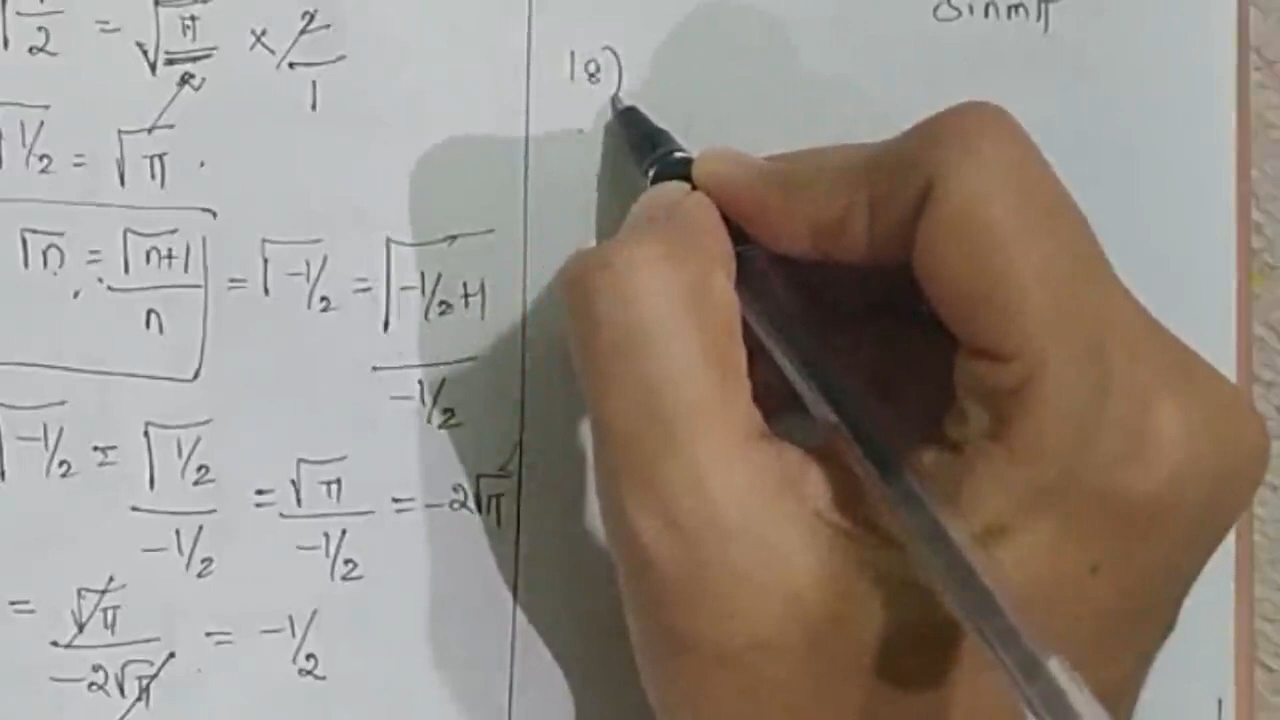 Γ1/2 = √π/2 × 2/1
Γ1/2 = √π .
Γn = Γn+1/n = Γ-1/2 = Γ-1/2+1/-1/2
Γ-1/2 = Γ1/2/-1/2 = √π/-1/2 = -2√π
= √π/-2√π = -1/2
Sinmπ
18)